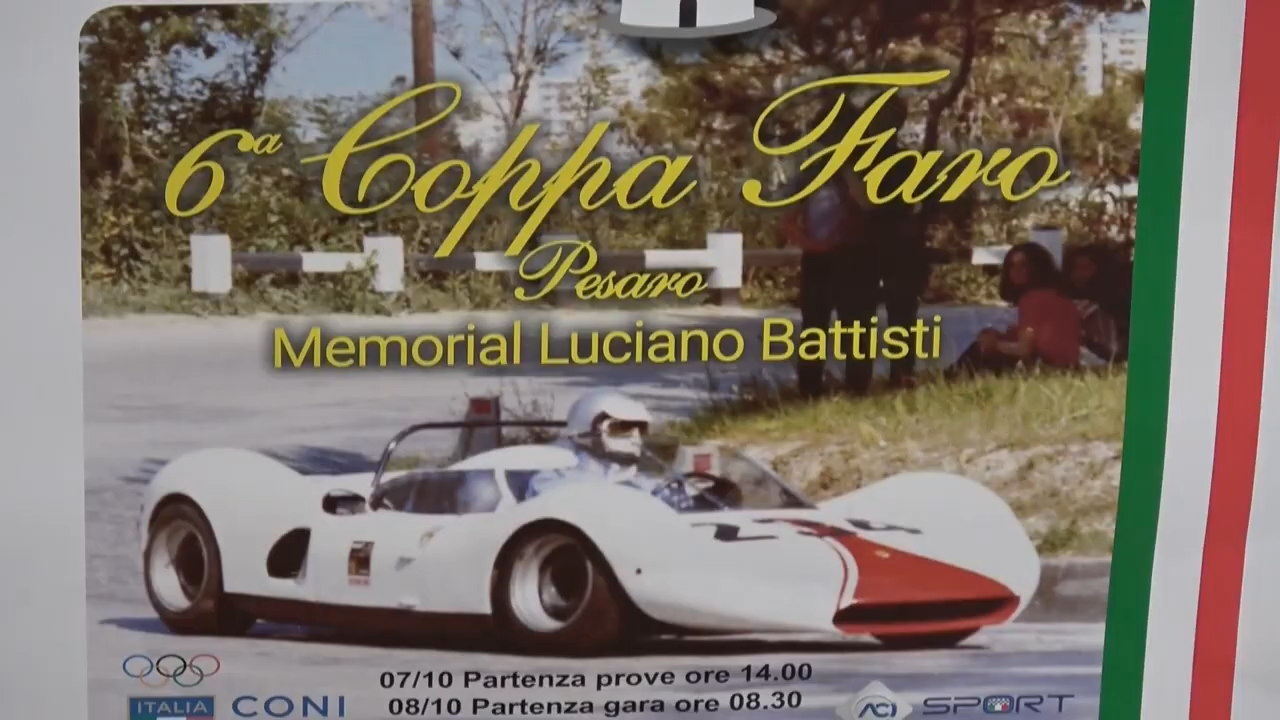 6ª Coppa Faro
Pesaro
Memorial Luciano Battisti
07/10 Partenza prove ore 14.00
08/10 Partenza gara ore 08.30
ITALIA
CONI
ACI SPORT